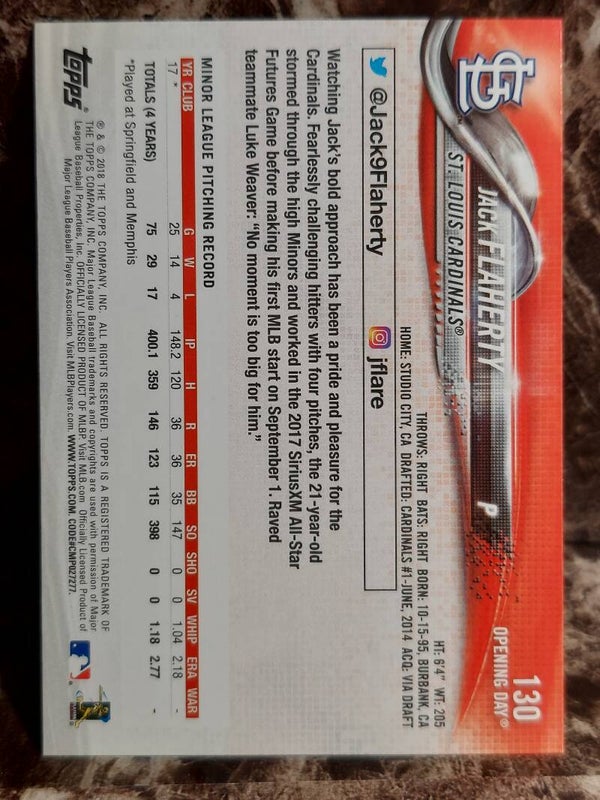 130
OPENING DAY®
STL
JACK FLAHERTY P
ST. LOUIS CARDINALS®
HT: 6'4" WT: 205
THROWS: RIGHT BATS: RIGHT BORN: 10-15-95, BURBANK, CA
HOME: STUDIO CITY, CA DRAFTED: CARDINALS #1-JUNE, 2014 ACQ: VIA DRAFT
@Jack9Flaherty jflare
Watching Jack's bold approach has been a pride and pleasure for the
Cardinals. Fearlessly challenging hitters with four pitches, the 21-year-old
stormed through the high Minors and worked in the 2017 SiriusXM All-Star
Futures Game before making his first MLB start on September 1. Raved
teammate Luke Weaver: "No moment is too big for him."
MINOR LEAGUE PITCHING RECORD
YR CLUB G W L IP H R ER BB SO SHO SV WHIP ERA WAR
17 * 25 14 4 148.2 120 36 36 35 147 0 0 1.04 2.18 -
TOTALS (4 YEARS) 75 29 17 400.1 359 146 123 115 398 0 0 1.18 2.77 -
*Played at Springfield and Memphis
topps®
® & © 2018 THE TOPPS COMPANY, INC. ALL RIGHTS RESERVED. TOPPS IS A REGISTERED TRADEMARK OF
THE TOPPS COMPANY, INC. Major League Baseball trademarks and copyrights are used with permission of Major
League Baseball Properties, Inc. OFFICIALLY LICENSED PRODUCT OF MLBP. Visit MLB.com Officially Licensed Product of
Major League Baseball Players Association. Visit MLBPlayers.com. WWW.TOPPS.COM. CODE#CMP027277.